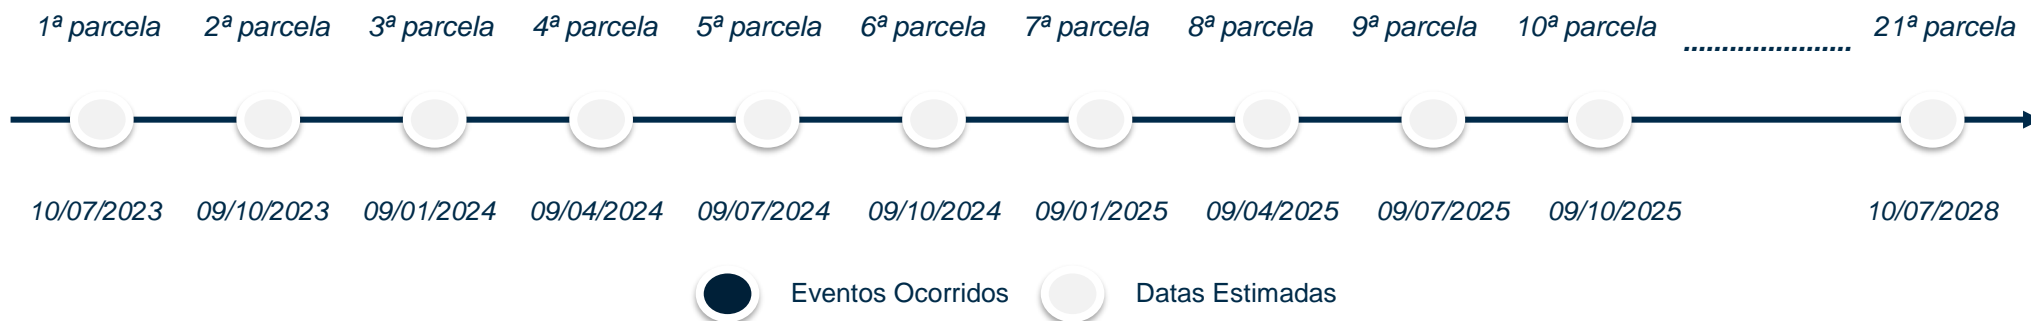 1ª parcela 2ª parcela 3ª parcela 4ª parcela 5ª parcela 6ª parcela 7ª parcela 8ª parcela 9ª parcela 10ª parcela ....................... 21ª parcela
10/07/2023 09/10/2023 09/01/2024 09/04/2024 09/07/2024 09/10/2024 09/01/2025 09/04/2025 09/07/2025 09/10/2025 10/07/2028
Eventos Ocorridos Datas Estimadas